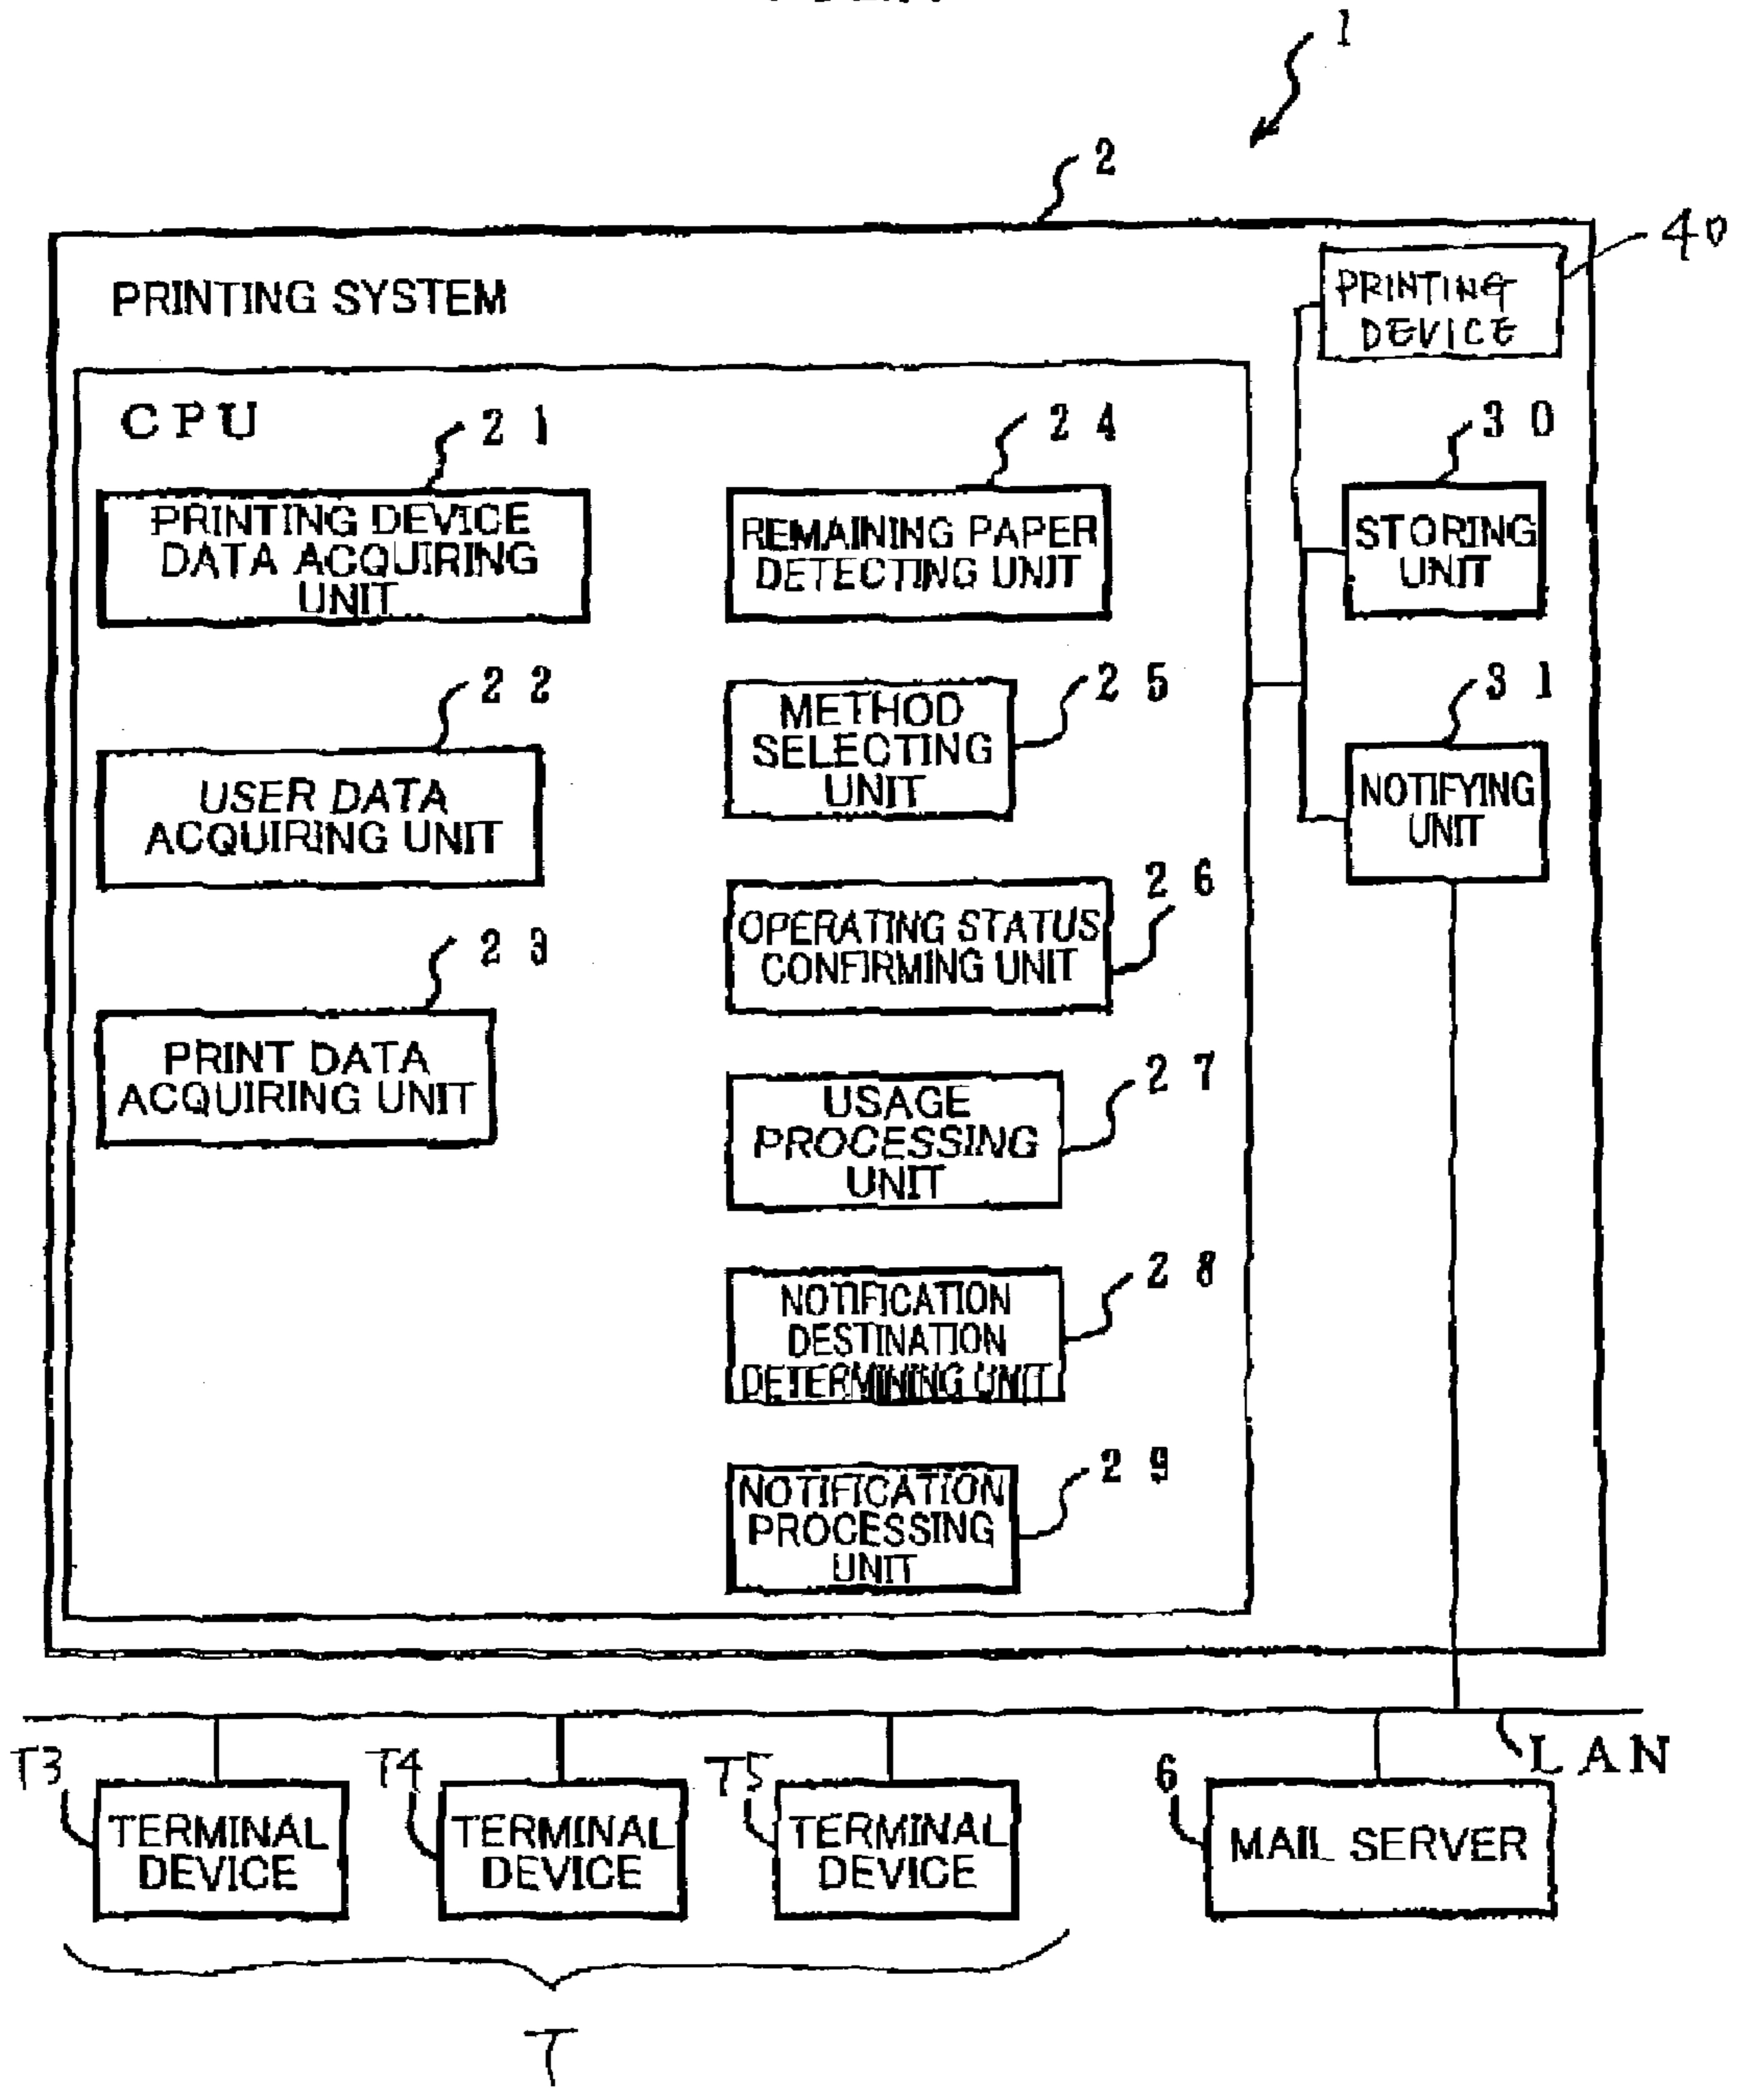 1
2
40
PRINTING SYSTEM
PRINTING
DEVICE
CPU
21
24
30
PRINTING DEVICE
DATA ACQUIRING
UNIT
REMAINING PAPER
DETECTING UNIT
STORING
UNIT
22
25
31
USER DATA
ACQUIRING UNIT
METHOD
SELECTING
UNIT
NOTIFYING
UNIT
23
26
OPERATING STATUS
CONFIRMING UNIT
PRINT DATA
ACQUIRING UNIT
27
USAGE
PROCESSING
UNIT
28
NOTIFICATION
DESTINATION
DETERMINING UNIT
29
NOTIFICATION
PROCESSING
UNIT
LAN
T3
T4
T5
6
TERMINAL
DEVICE
TERMINAL
DEVICE
TERMINAL
DEVICE
MAIL SERVER
T